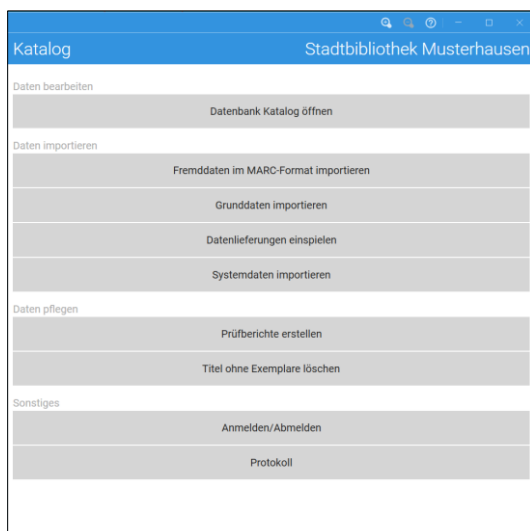 Katalog
Stadtbibliothek Musterhausen
Daten bearbeiten
Datenbank Katalog öffnen
Daten importieren
Fremddaten im MARC-Format importieren
Grunddaten importieren
Datenlieferungen einspielen
Systemdaten importieren
Daten pflegen
Prüfberichte erstellen
Titel ohne Exemplare löschen
Sonstiges
Anmelden/Abmelden
Protokoll